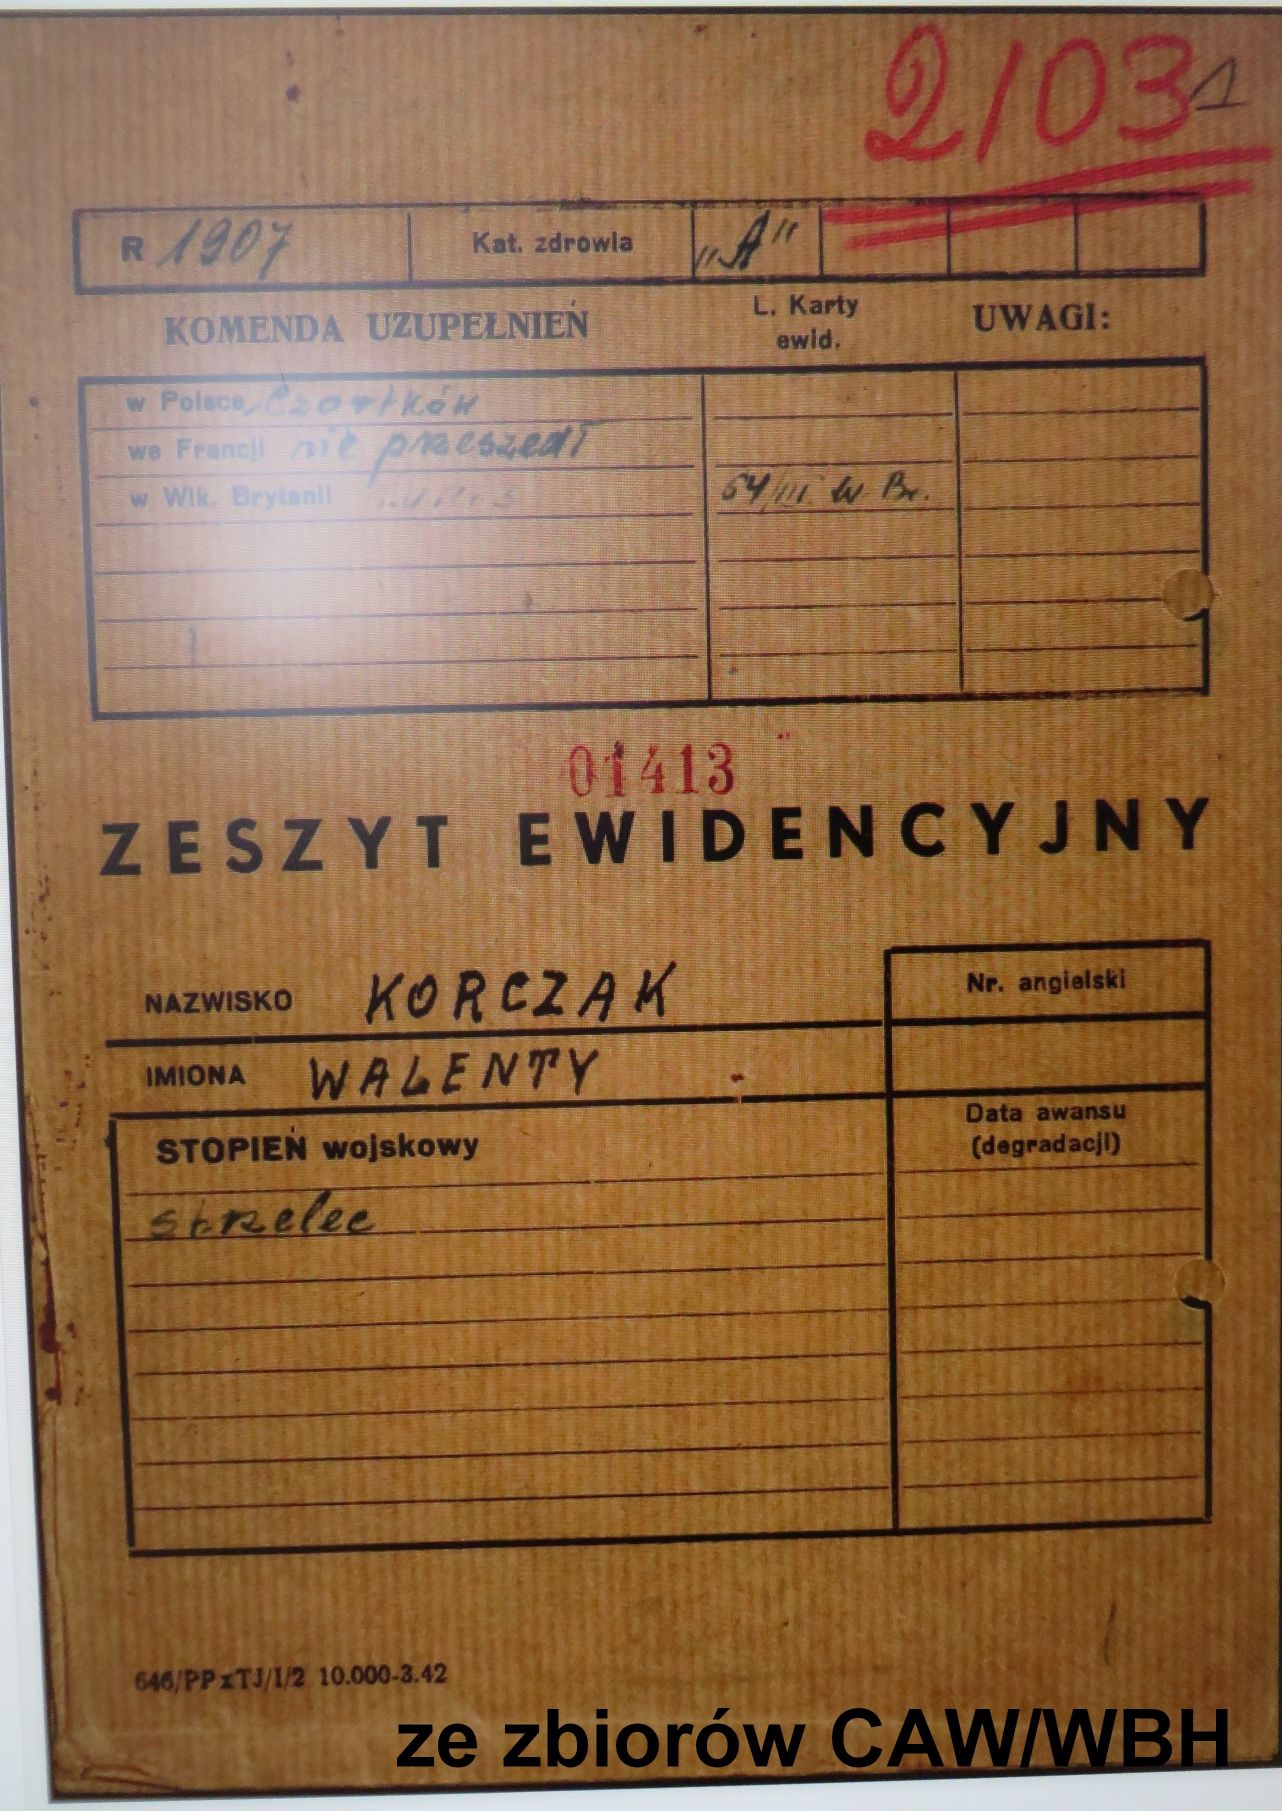 2103 1
R 1907 Kat. zdrowia „A”
KOMENDA UZUPEŁNIEŃ L. Karty ewid. UWAGI:
w Polsce Czortków
we Francji nie przeszedł
w Wlk. Brytanii 54/III W. Br.
01413
ZESZYT EWIDENCYJNY
NAZWISKO KORCZAK Nr. angielski
IMIONA WALENTY
STOPIEŃ wojskowy Data awansu (degradacji)
strzelec
646/PPxTJ/I/2 10.000-3.42
ze zbiorów CAW/WBH